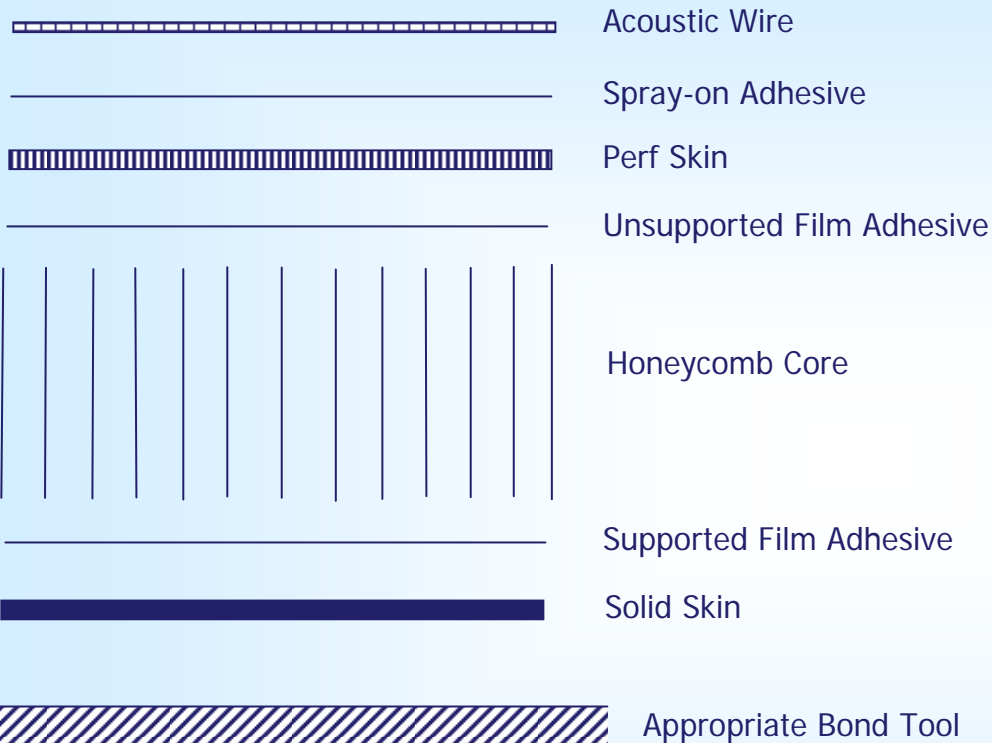 Acoustic Wire
Spray-on Adhesive
Perf Skin
Unsupported Film Adhesive
Honeycomb Core
Supported Film Adhesive
Solid Skin
Appropriate Bond Tool